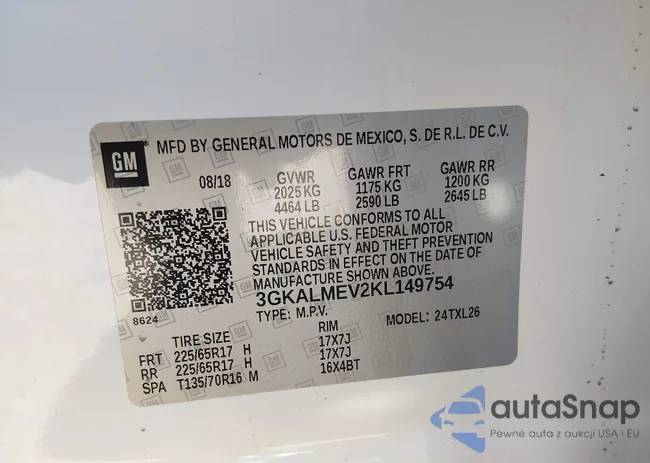 GM
MFD BY GENERAL MOTORS DE MEXICO, S. DE R.L. DE C.V.
08/18 GVWR GAWR FRT GAWR RR
2025 KG 1175 KG 1200 KG
4464 LB 2590 LB 2645 LB
THIS VEHICLE CONFORMS TO ALL
APPLICABLE U.S. FEDERAL MOTOR
VEHICLE SAFETY AND THEFT PREVENTION
STANDARDS IN EFFECT ON THE DATE OF
MANUFACTURE SHOWN ABOVE.
3GKALMEV2KL149754
8624
TYPE: M.P.V. MODEL: 24TXL26
TIRE SIZE RIM
FRT 225/65R17 H 17X7J
RR 225/65R17 H 17X7J
SPA T135/70R16 M 16X4BT
autaSnap
Pewne auta z aukcji USA i EU